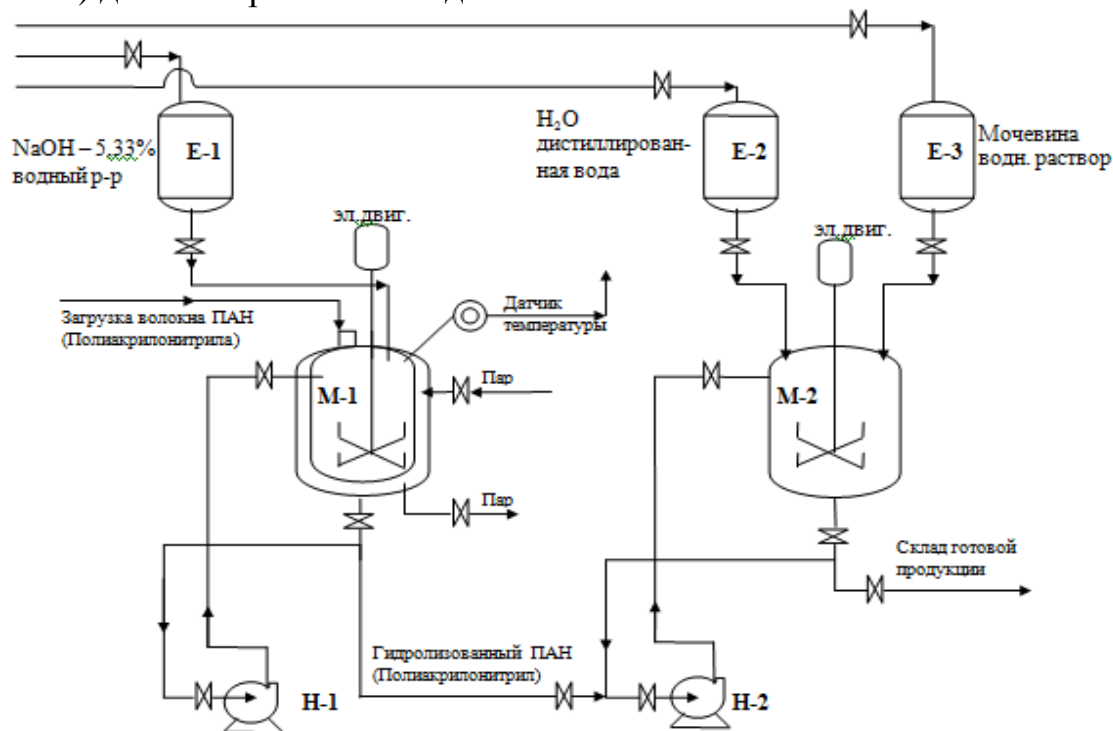 NaOH – 5,33%
водный р-р
E-1
H₂O
дистиллирован-
ная вода
E-2
E-3
Мочевина
водн. раствор
эл.двиг.
эл.двиг.
Загрузка волокна ПАН
(Полиакрилонитрила)
Датчик
температуры
М-1
Пар
М-2
Пар
Склад готовой
продукции
Гидролизованный ПАН
(Полиакрилонитрил)
Н-1
Н-2